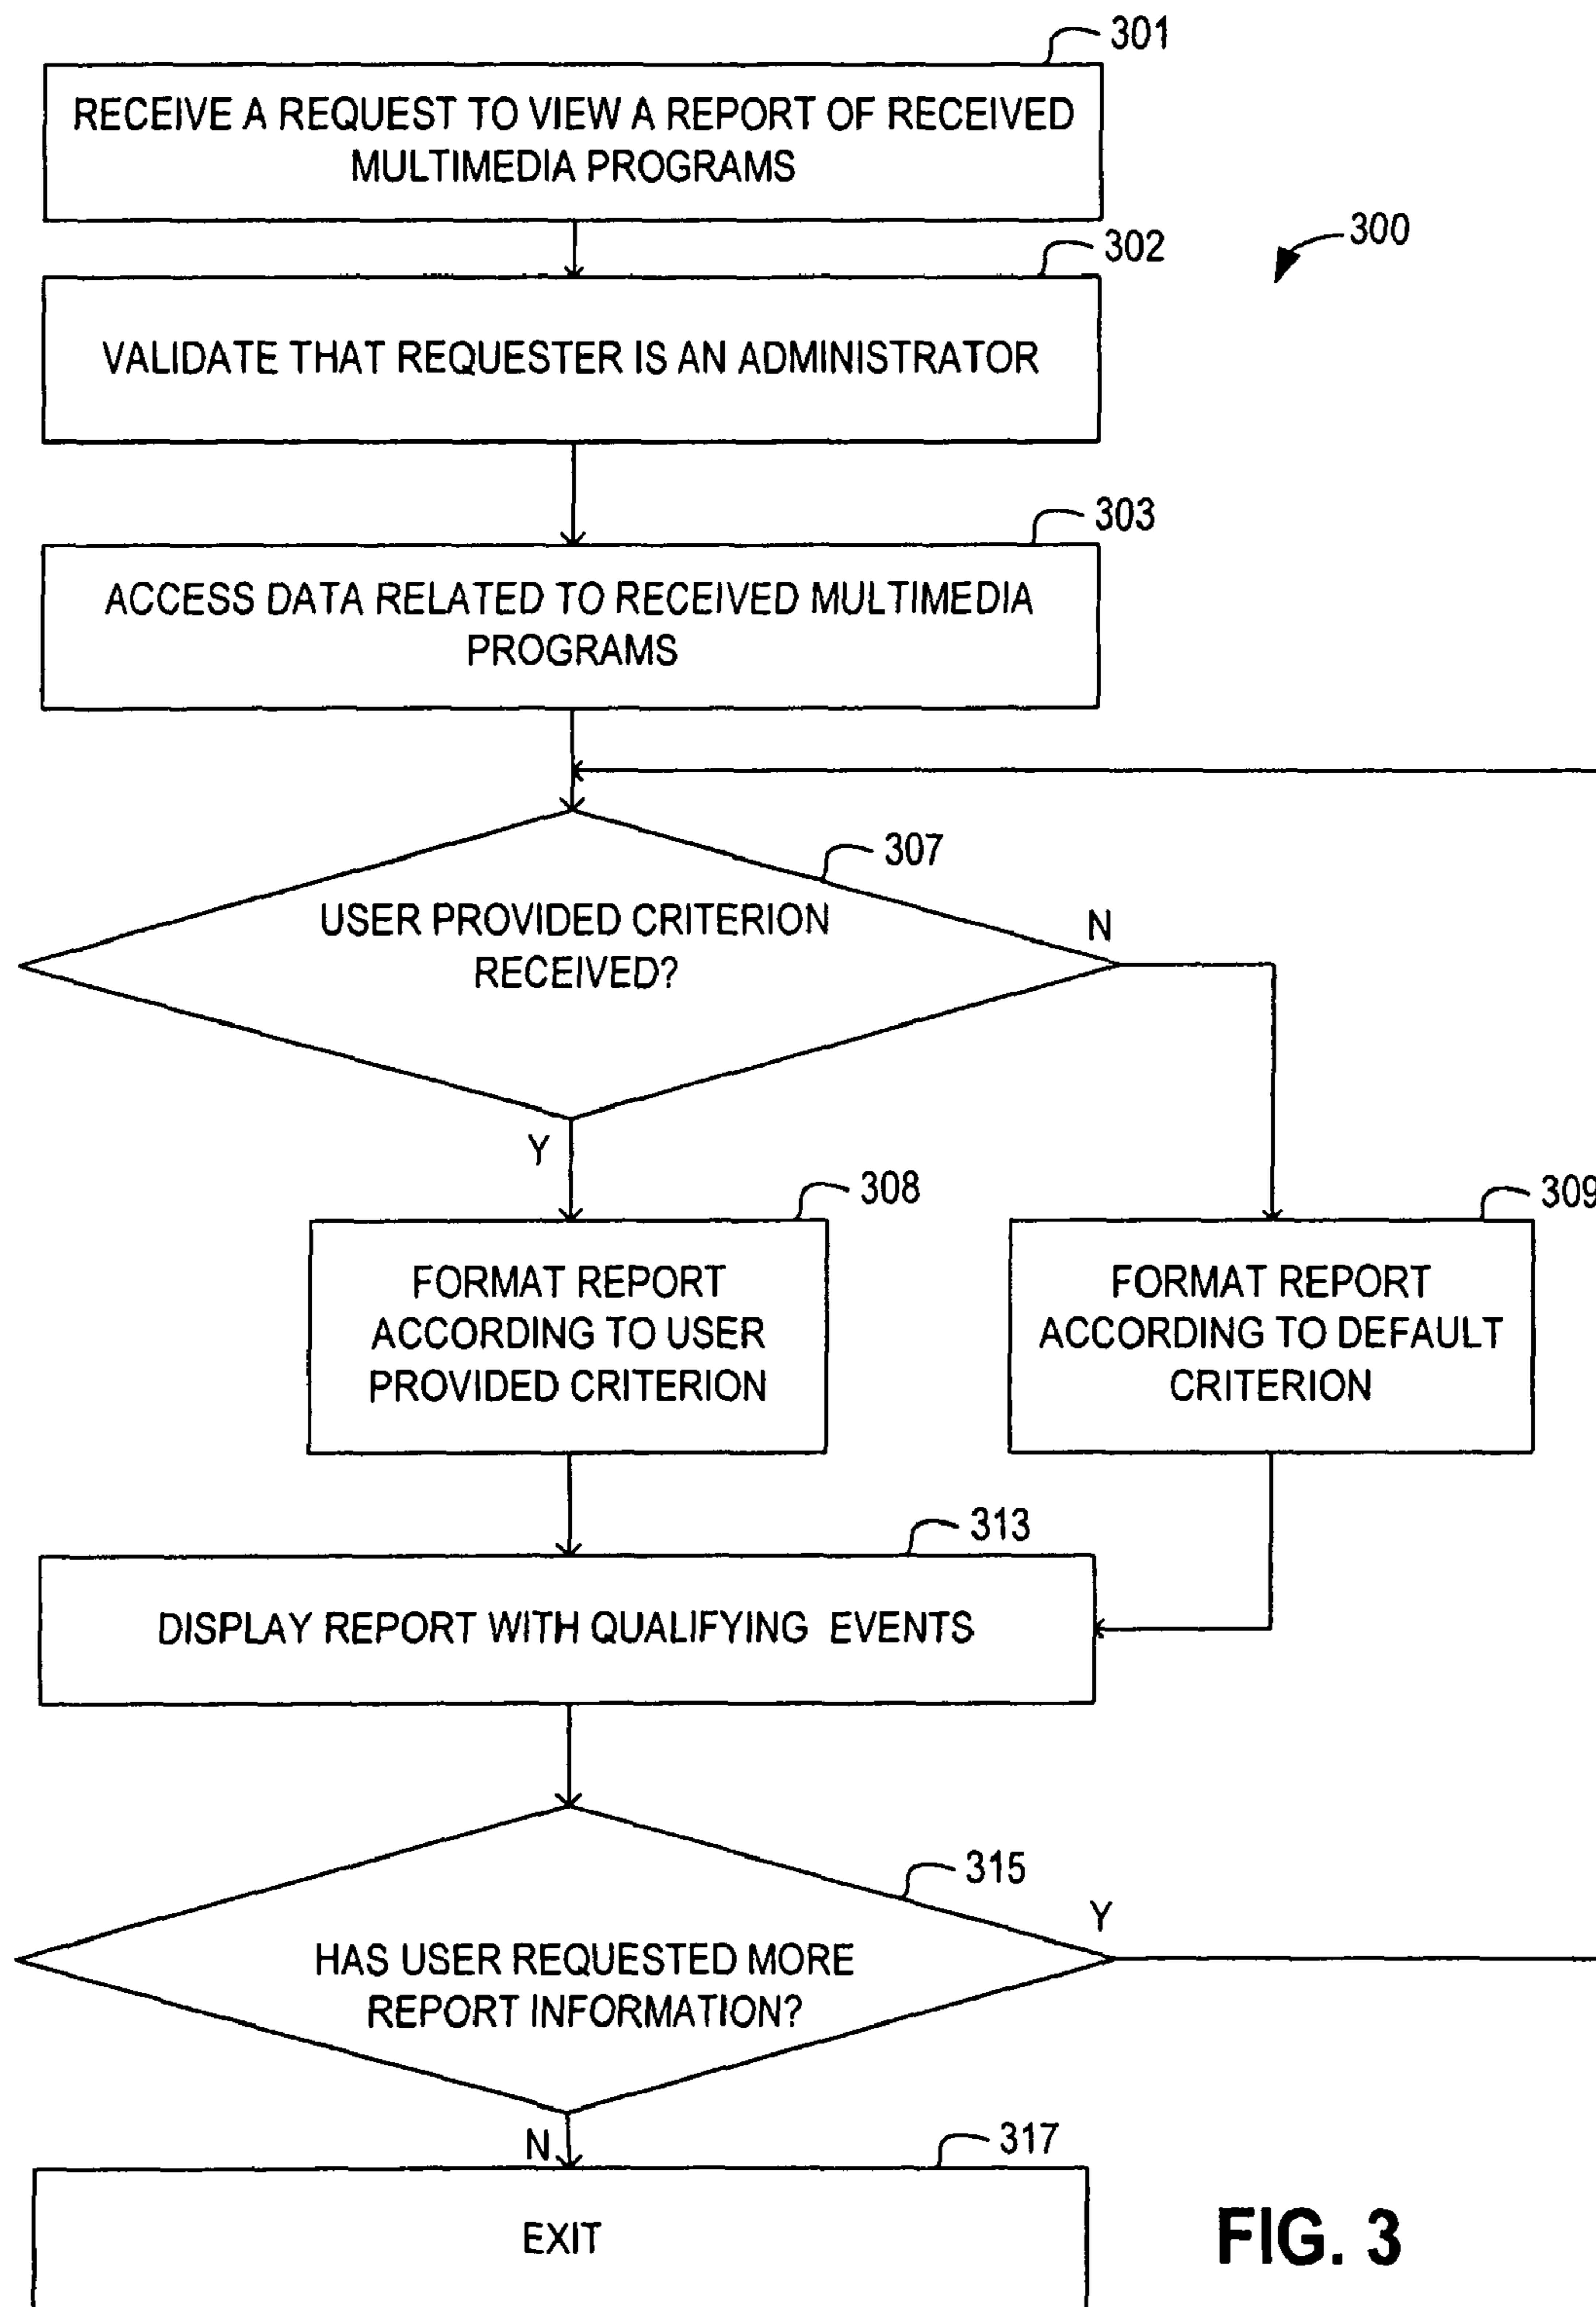 301
RECEIVE A REQUEST TO VIEW A REPORT OF RECEIVED
MULTIMEDIA PROGRAMS
300
302
VALIDATE THAT REQUESTER IS AN ADMINISTRATOR
303
ACCESS DATA RELATED TO RECEIVED MULTIMEDIA
PROGRAMS
307
USER PROVIDED CRITERION
RECEIVED?
N
Y
308
309
FORMAT REPORT
ACCORDING TO USER
PROVIDED CRITERION
FORMAT REPORT
ACCORDING TO DEFAULT
CRITERION
313
DISPLAY REPORT WITH QUALIFYING EVENTS
315
Y
HAS USER REQUESTED MORE
REPORT INFORMATION?
N
317
EXIT
FIG. 3